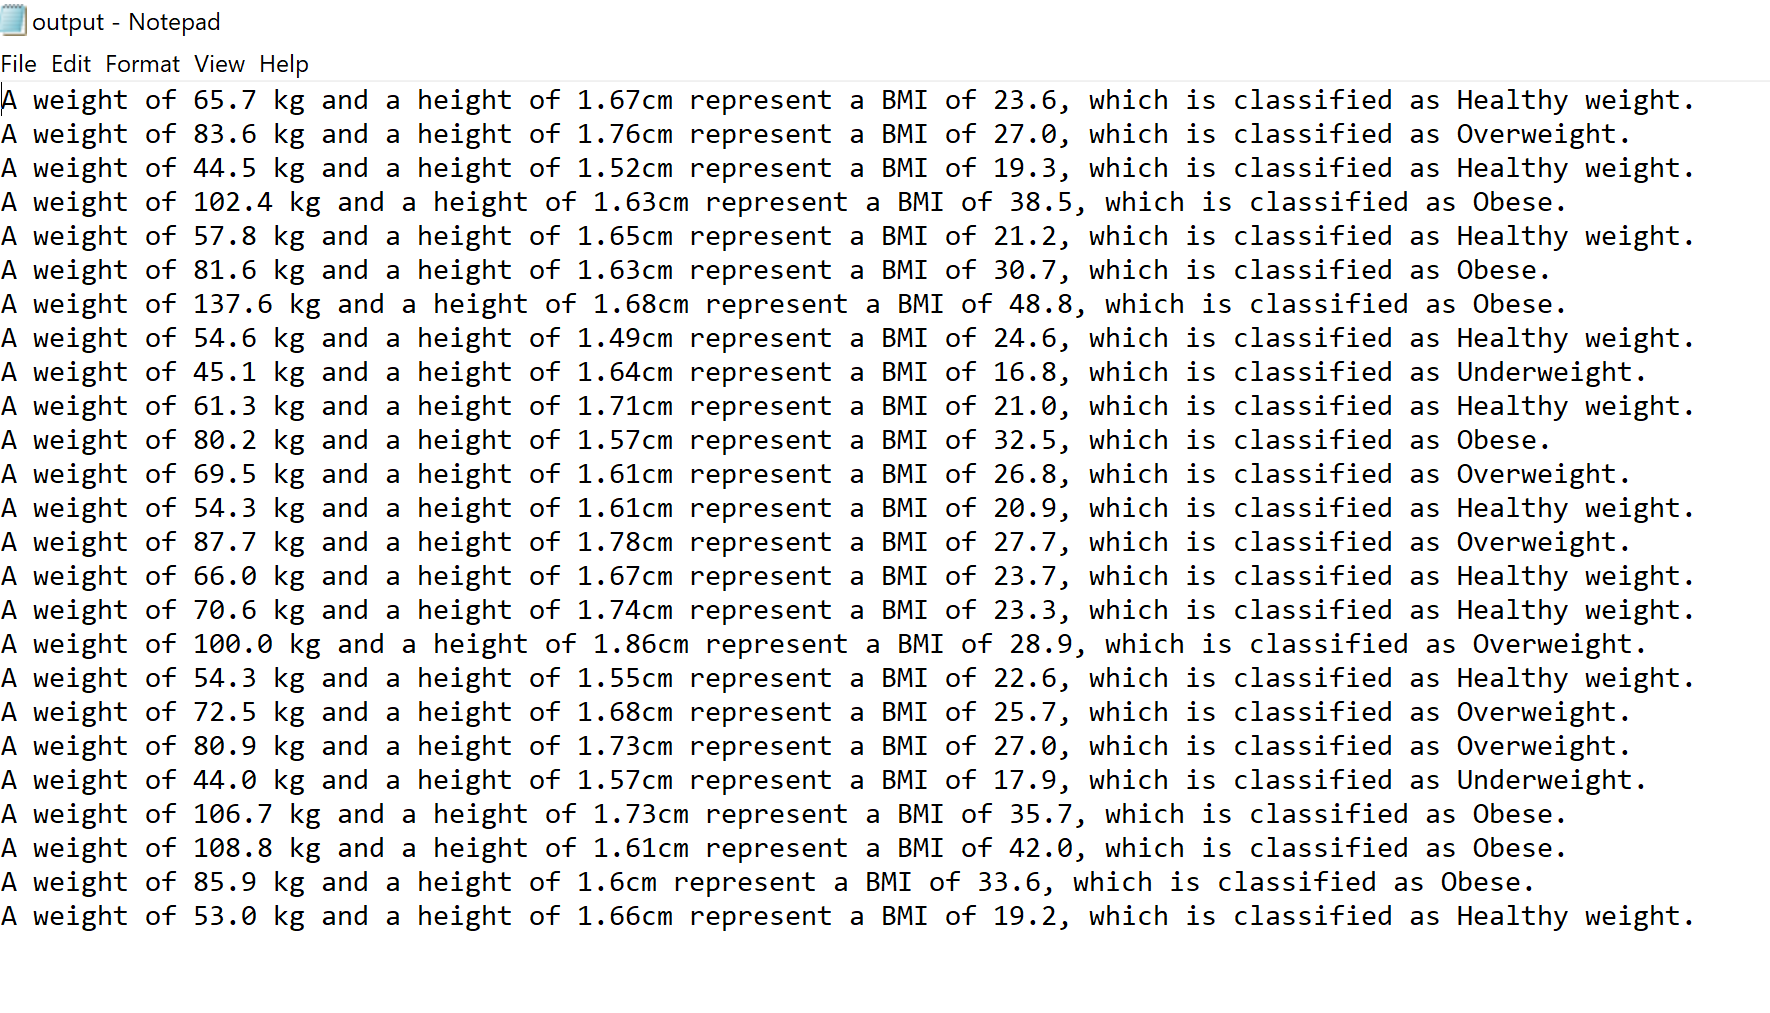 output - Notepad
File Edit Format View Help
A weight of 65.7 kg and a height of 1.67cm represent a BMI of 23.6, which is classified as Healthy weight.
A weight of 83.6 kg and a height of 1.76cm represent a BMI of 27.0, which is classified as Overweight.
A weight of 44.5 kg and a height of 1.52cm represent a BMI of 19.3, which is classified as Healthy weight.
A weight of 102.4 kg and a height of 1.63cm represent a BMI of 38.5, which is classified as Obese.
A weight of 57.8 kg and a height of 1.65cm represent a BMI of 21.2, which is classified as Healthy weight.
A weight of 81.6 kg and a height of 1.63cm represent a BMI of 30.7, which is classified as Obese.
A weight of 137.6 kg and a height of 1.68cm represent a BMI of 48.8, which is classified as Obese.
A weight of 54.6 kg and a height of 1.49cm represent a BMI of 24.6, which is classified as Healthy weight.
A weight of 45.1 kg and a height of 1.64cm represent a BMI of 16.8, which is classified as Underweight.
A weight of 61.3 kg and a height of 1.71cm represent a BMI of 21.0, which is classified as Healthy weight.
A weight of 80.2 kg and a height of 1.57cm represent a BMI of 32.5, which is classified as Obese.
A weight of 69.5 kg and a height of 1.61cm represent a BMI of 26.8, which is classified as Overweight.
A weight of 54.3 kg and a height of 1.61cm represent a BMI of 20.9, which is classified as Healthy weight.
A weight of 87.7 kg and a height of 1.78cm represent a BMI of 27.7, which is classified as Overweight.
A weight of 66.0 kg and a height of 1.67cm represent a BMI of 23.7, which is classified as Healthy weight.
A weight of 70.6 kg and a height of 1.74cm represent a BMI of 23.3, which is classified as Healthy weight.
A weight of 100.0 kg and a height of 1.86cm represent a BMI of 28.9, which is classified as Overweight.
A weight of 54.3 kg and a height of 1.55cm represent a BMI of 22.6, which is classified as Healthy weight.
A weight of 72.5 kg and a height of 1.68cm represent a BMI of 25.7, which is classified as Overweight.
A weight of 80.9 kg and a height of 1.73cm represent a BMI of 27.0, which is classified as Overweight.
A weight of 44.0 kg and a height of 1.57cm represent a BMI of 17.9, which is classified as Underweight.
A weight of 106.7 kg and a height of 1.73cm represent a BMI of 35.7, which is classified as Obese.
A weight of 108.8 kg and a height of 1.61cm represent a BMI of 42.0, which is classified as Obese.
A weight of 85.9 kg and a height of 1.6cm represent a BMI of 33.6, which is classified as Obese.
A weight of 53.0 kg and a height of 1.66cm represent a BMI of 19.2, which is classified as Healthy weight.